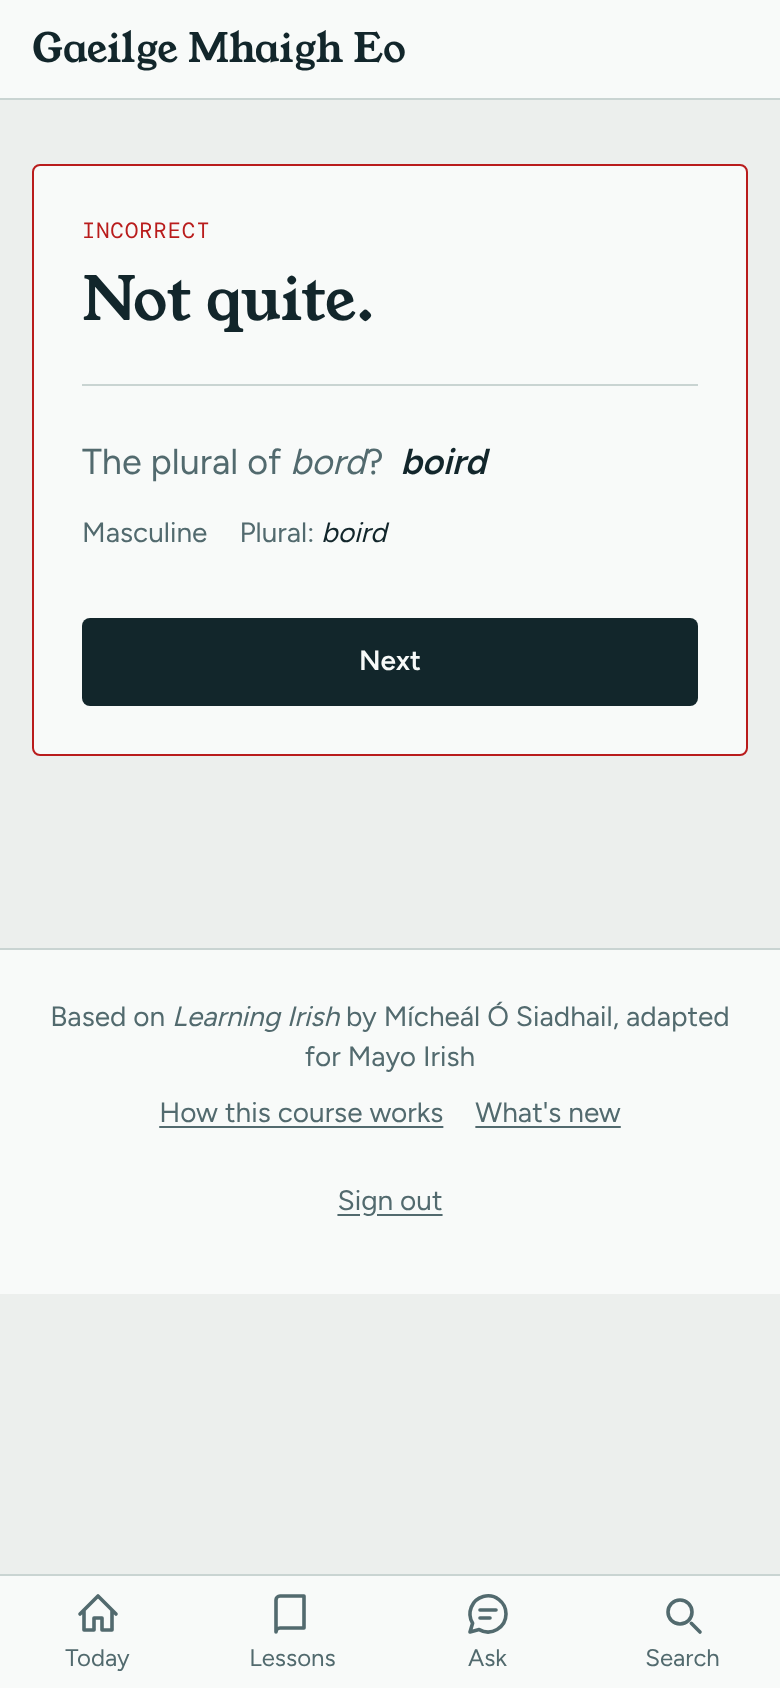 Gaeilge Mhaigh Eo
INCORRECT
Not quite.
The plural of bord? boird
Masculine Plural: boird
Next
Based on Learning Irish by Mícheál Ó Siadhail, adapted
for Mayo Irish
How this course works What's new
Sign out
Today Lessons Ask Search